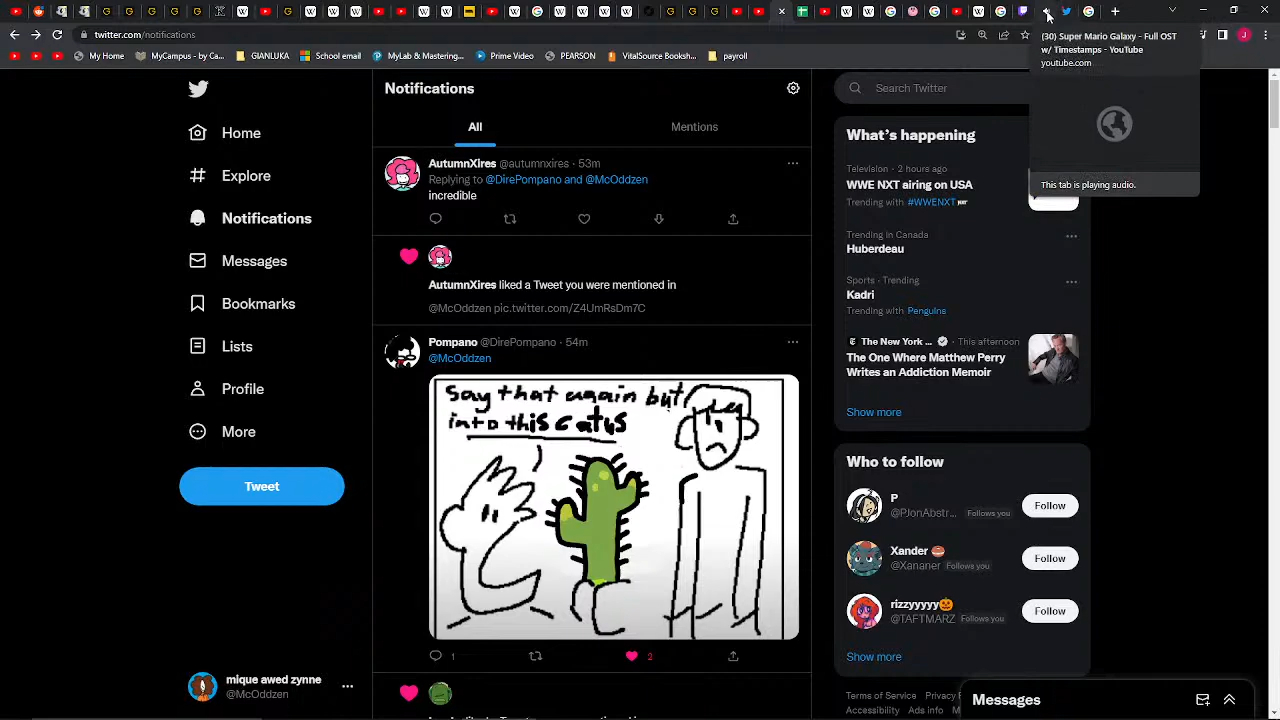 (30) Super Mario Galaxy - Full OST
w/ Timestamps - YouTube
youtube.com
This tab is playing audio.
twitter.com/notifications
J
My Home
MyCampus - by Ca...
GIANLUKA
School email
MyLab & Mastering...
Prime Video
PEARSON
VitalSource Booksh...
payroll
Home
Explore
Notifications
Messages
Bookmarks
Lists
Profile
More
Tweet
mique awed zynne
@McOddzen
Notifications
All
Mentions
AutumnXires @autumnxires · 53m
Replying to @DirePompano and @McOddzen
incredible
AutumnXires liked a Tweet you were mentioned in
@McOddzen pic.twitter.com/Z4UmRsDm7C
Pompano @DirePompano · 54m
@McOddzen
say that again but
into this catus
1
2
Search Twitter
What's happening
Television · 2 hours ago
WWE NXT airing on USA
Trending with #WWENXT
Trending in Canada
Huberdeau
Sports · Trending
Kadri
Trending with Penguins
The New York ... · This afternoon
The One Where Matthew Perry
Writes an Addiction Memoir
Show more
Who to follow
P
@PJonAbstr... Follows you
Follow
Xander
@Xananer Follows you
Follow
rizzyyyyy
@TAFTMARZ Follows you
Follow
Show more
Terms of Service Privacy
Accessibility Ads info M
Messages